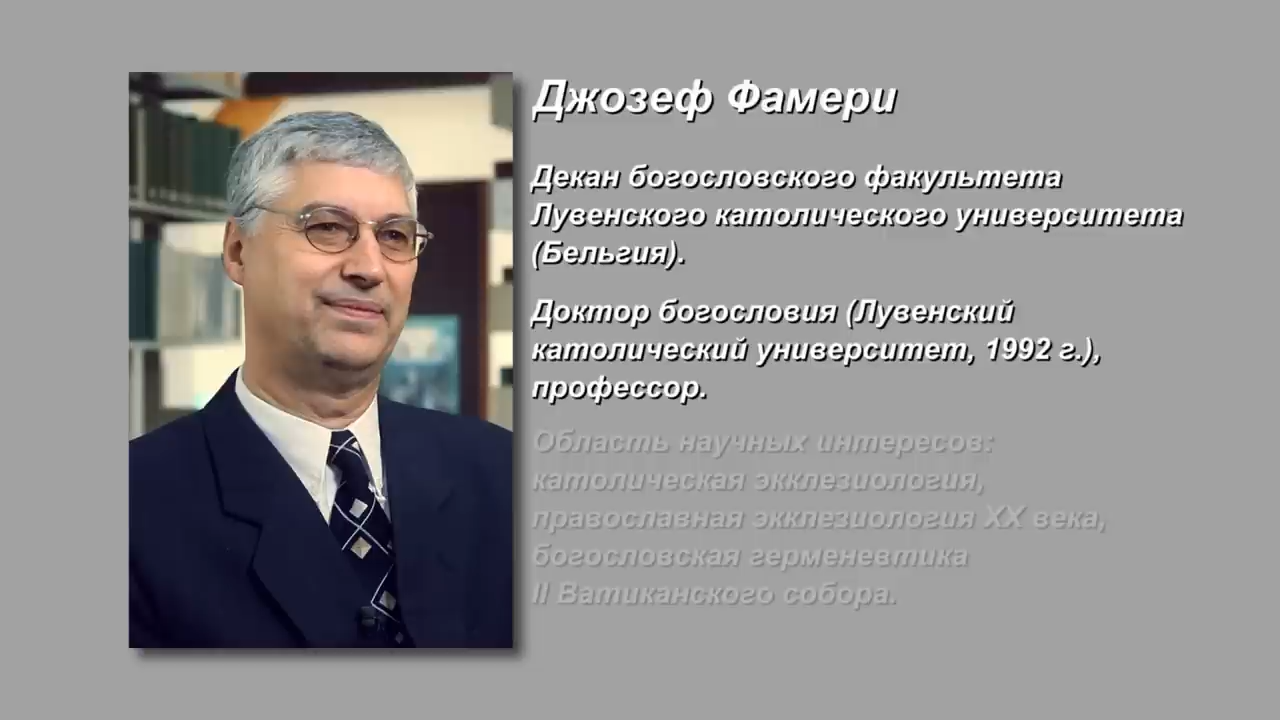 Джозеф Фамери
Декан богословского факультета
Лувенского католического университета
(Бельгия).
Доктор богословия (Лувенский
католический университет, 1992 г.),
профессор.
Область научных интересов:
католическая экклезиология,
православная экклезиология XX века,
богословская герменевтика
II Ватиканского собора.